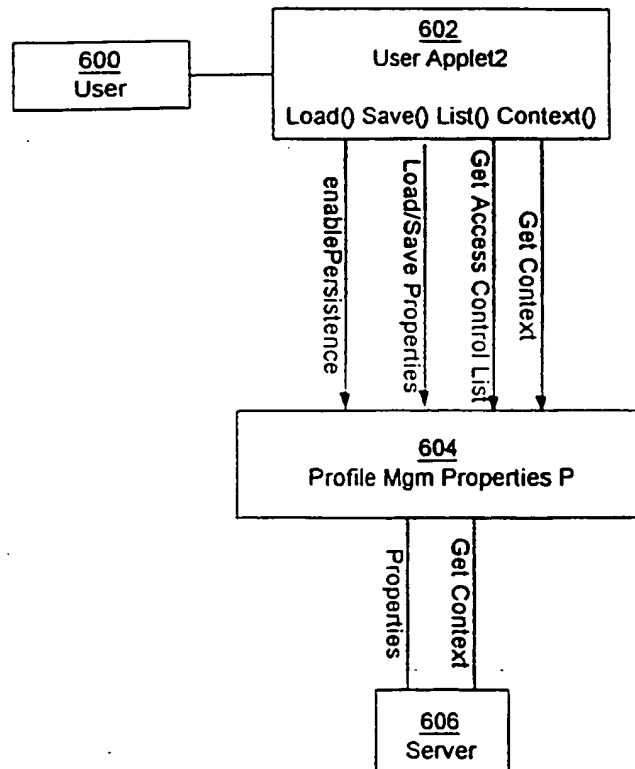 600
User
602
User Applet2
Load() Save() List() Context()
enablePersistence
Load/Save Properties
Get Access Control List
Get Context
604
Profile Mgm Properties P
Properties
Get Context
606
Server